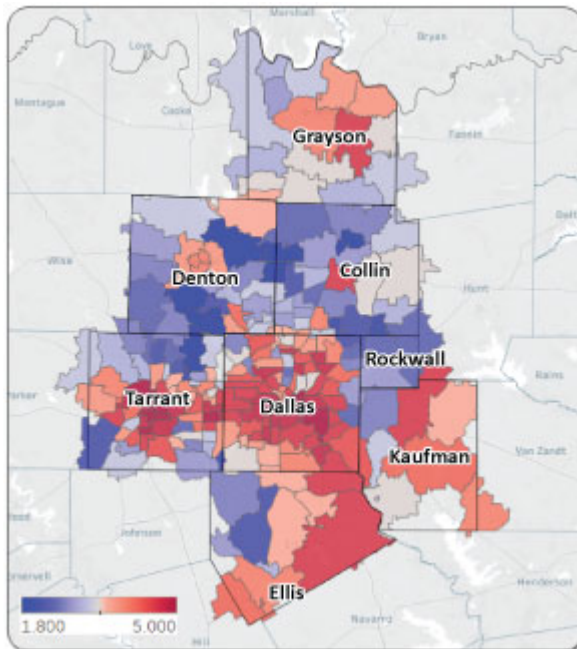 Marshall
Love
Bryan
Montague
Cooke
Grayson
Fannin
Wise
Denton
Collin
Hunt
Rockwall
Rains
Tarrant
Dallas
Parker
Kaufman
Van Zandt
Johnson
Ellis
Henderson
1.800 5.000
Navarro
Hill